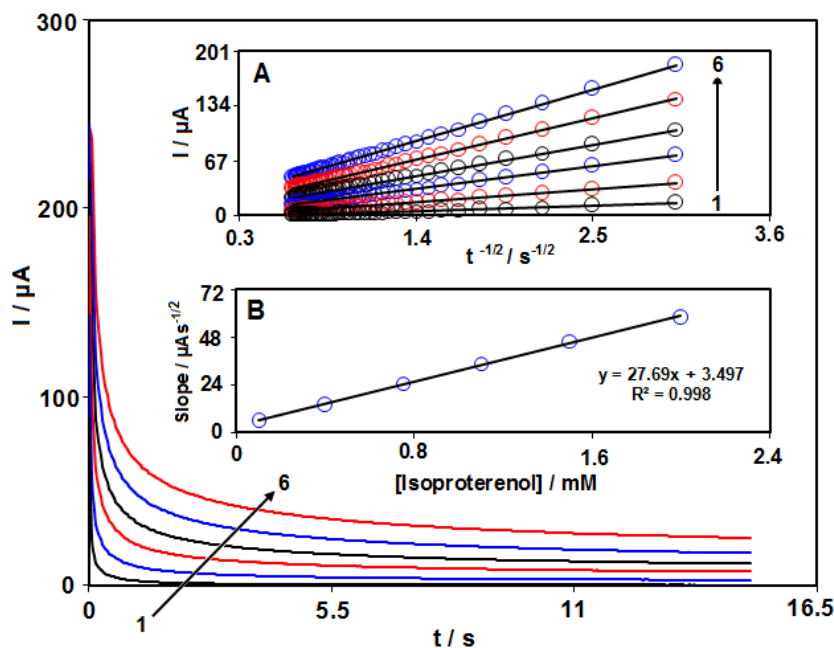 300
200
100
0
I / µA
0
5.5
11
16.5
t / s
1
6
A
201
134
67
0
I / µA
0.3
1.4
2.6
3.6
t -1/2 / s-1/2
6
1
B
72
48
24
0
Slope / µA s-1/2
0
0.8
1.6
2.4
[Isoproterenol] / mM
y = 27.69x + 3.497
R² = 0.998